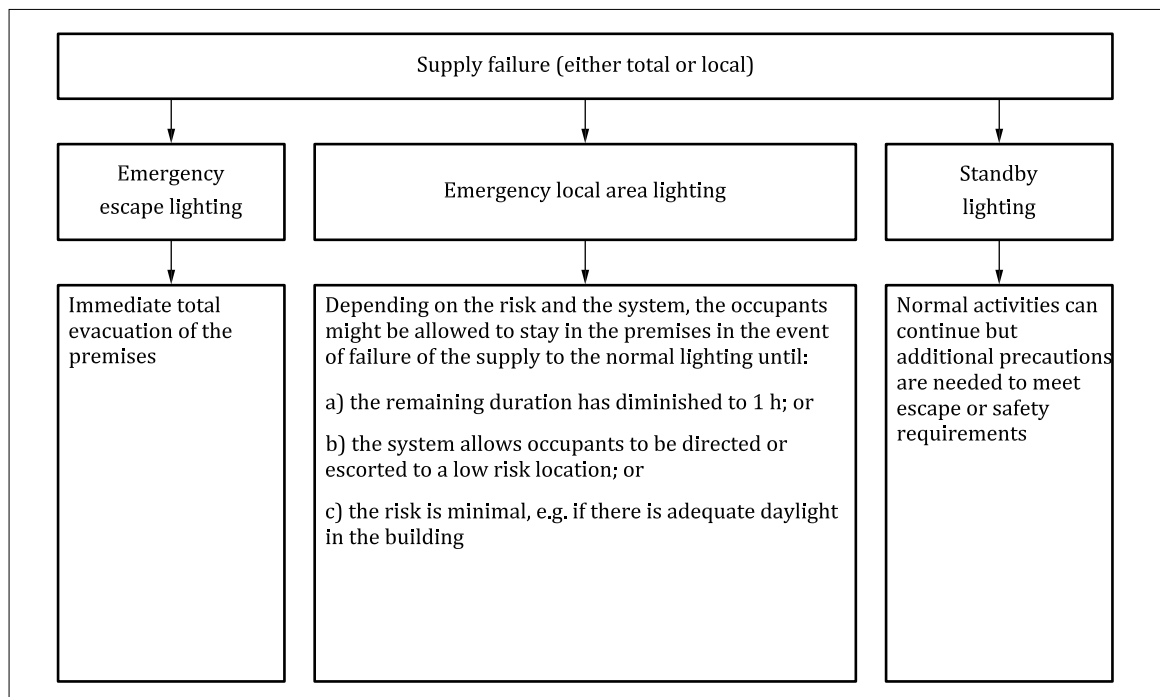 Supply failure (either total or local)
Emergency
escape lighting
Emergency local area lighting
Standby
lighting
Immediate total
evacuation of the
premises
Depending on the risk and the system, the occupants
might be allowed to stay in the premises in the event
of failure of the supply to the normal lighting until:
a) the remaining duration has diminished to 1 h; or
b) the system allows occupants to be directed or
escorted to a low risk location; or
c) the risk is minimal, e.g. if there is adequate daylight
in the building
Normal activities can
continue but
additional precautions
are needed to meet
escape or safety
requirements